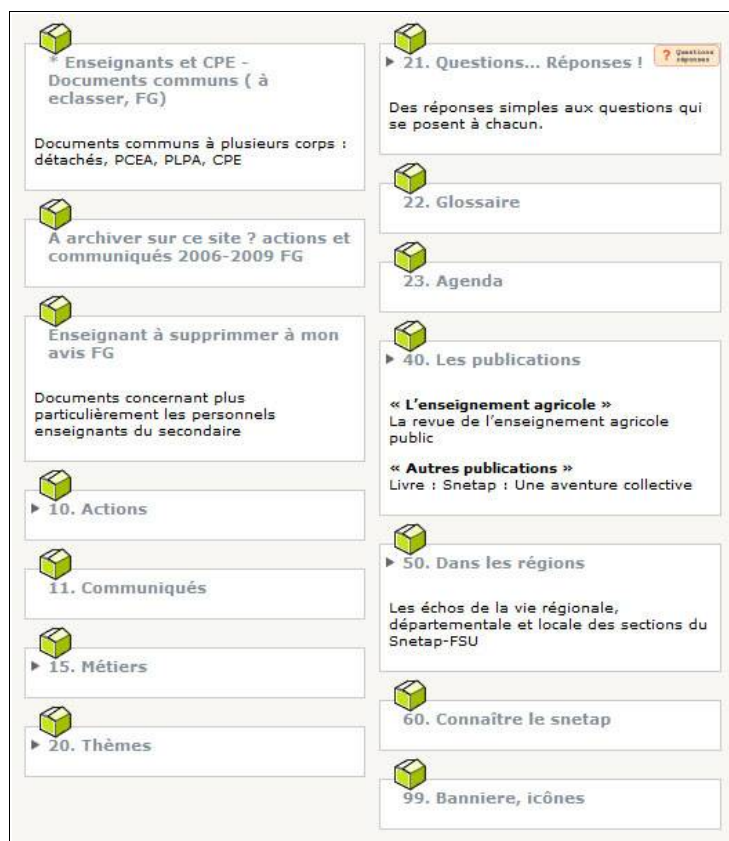 * Enseignants et CPE -
Documents communs ( à
eclasser, FG)
Documents communs à plusieurs corps :
détachés, PCEA, PLPA, CPE
A archiver sur ce site ? actions et
communiqués 2006-2009 FG
Enseignant à supprimmer à mon
avis FG
Documents concernant plus
particulièrement les personnels
enseignants du secondaire
10. Actions
11. Communiqués
15. Métiers
20. Thèmes
21. Questions... Réponses !
? Questions
réponses
Des réponses simples aux questions qui
se posent à chacun.
22. Glossaire
23. Agenda
40. Les publications
« L’enseignement agricole »
La revue de l’enseignement agricole
public
« Autres publications »
Livre : Snetap : Une aventure collective
50. Dans les régions
Les échos de la vie régionale,
départementale et locale des sections du
Snetap-FSU
60. Connaître le snetap
99. Banniere, icônes